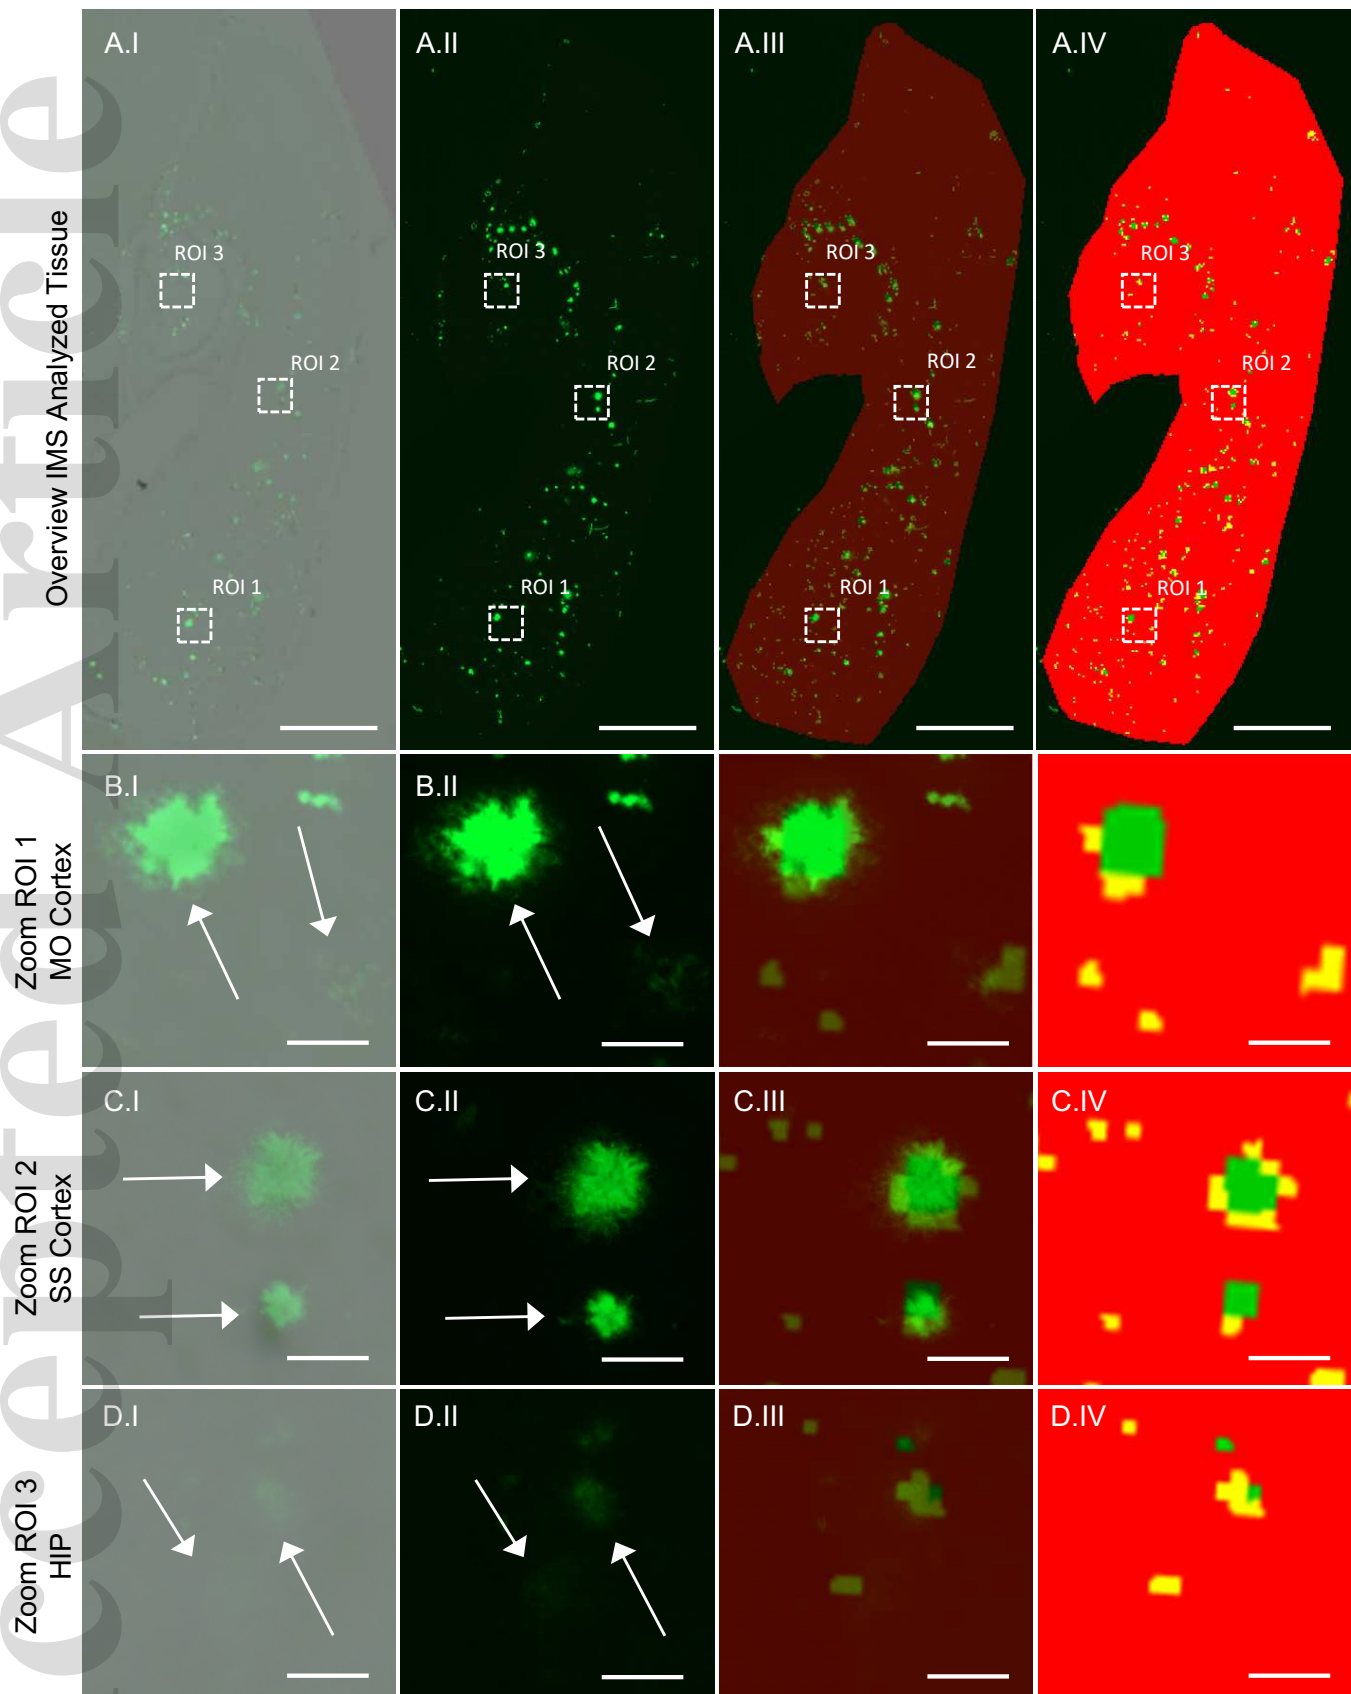 Accepted Article
Overview IMS Analyzed Tissue
A.I
A.II
A.III
A.IV
ROI 3
ROI 3
ROI 3
ROI 3
ROI 2
ROI 2
ROI 2
ROI 2
ROI 1
ROI 1
ROI 1
ROI 1
Zoom ROI 1
MO Cortex
B.I
B.II
Zoom ROI 2
SS Cortex
C.I
C.II
C.III
C.IV
Zoom ROI 3
HIP
D.I
D.II
D.III
D.IV